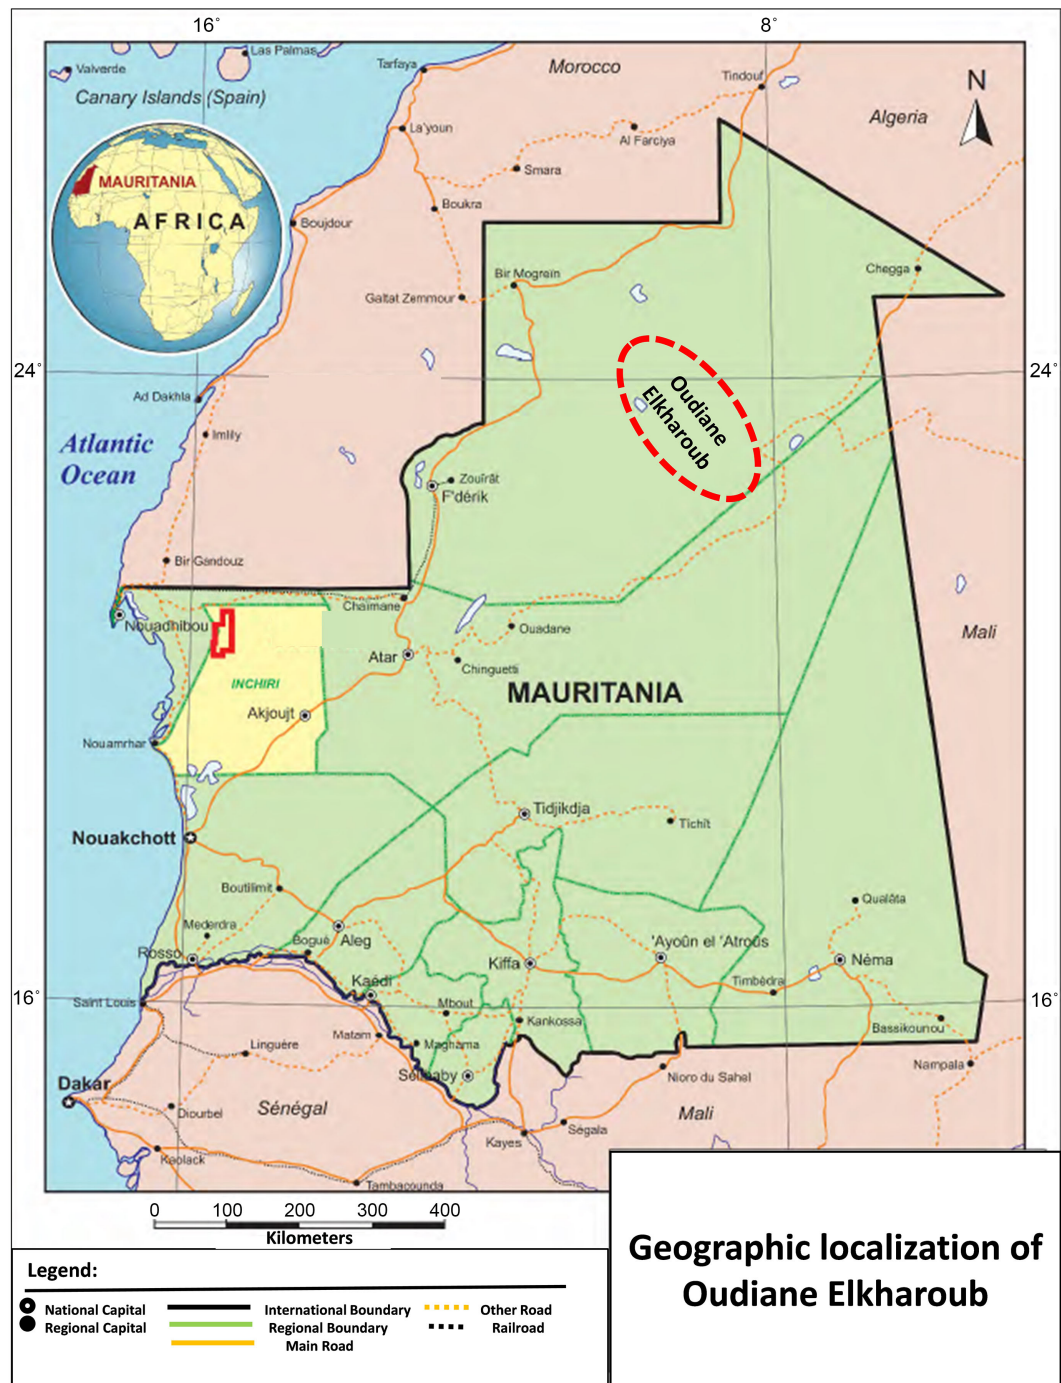 16°
8°
Las Palmas
Valverde
Tarfaya
Morocco
Tindouf
N
Canary Islands (Spain)
Algeria
La'youn
Al Farciya
Smara
MAURITANIA
AFRICA
Boukra
Boujdour
Bir Mogreïn
Chegga
Galtat Zemmour
24°
24°
Oudiane
Elkharoub
Ad Dakhla
Imlily
Atlantic
Ocean
Zouîrât
F'dérik
Bir Gandouz
Chaïmane
Nouadhibou
Ouadane
Mali
Atar
Chinguetti
INCHIRI
MAURITANIA
Akjoujt
Nouamrhar
Tidjikdja
Tichît
Nouakchott
Boutilimit
Qualâta
Mederdra
Bogué
Aleg
'Ayoûn el 'Atroûs
Rosso
Kiffa
Néma
Kaédi
Timbédra
Saint Louis
Mbout
16°
Kankossa
Bassikounou
Matam
Maghama
Linguère
Nampala
Sélibaby
Nioro du Sahel
Dakar
Diourbel
Sénégal
Mali
Ségala
Kayes
Kaolack
Tambacounda
0 100 200 300 400
Kilometers
Geographic localization of
Oudiane Elkharoub
Legend:
National Capital
International Boundary
Other Road
Regional Capital
Regional Boundary
Railroad
Main Road